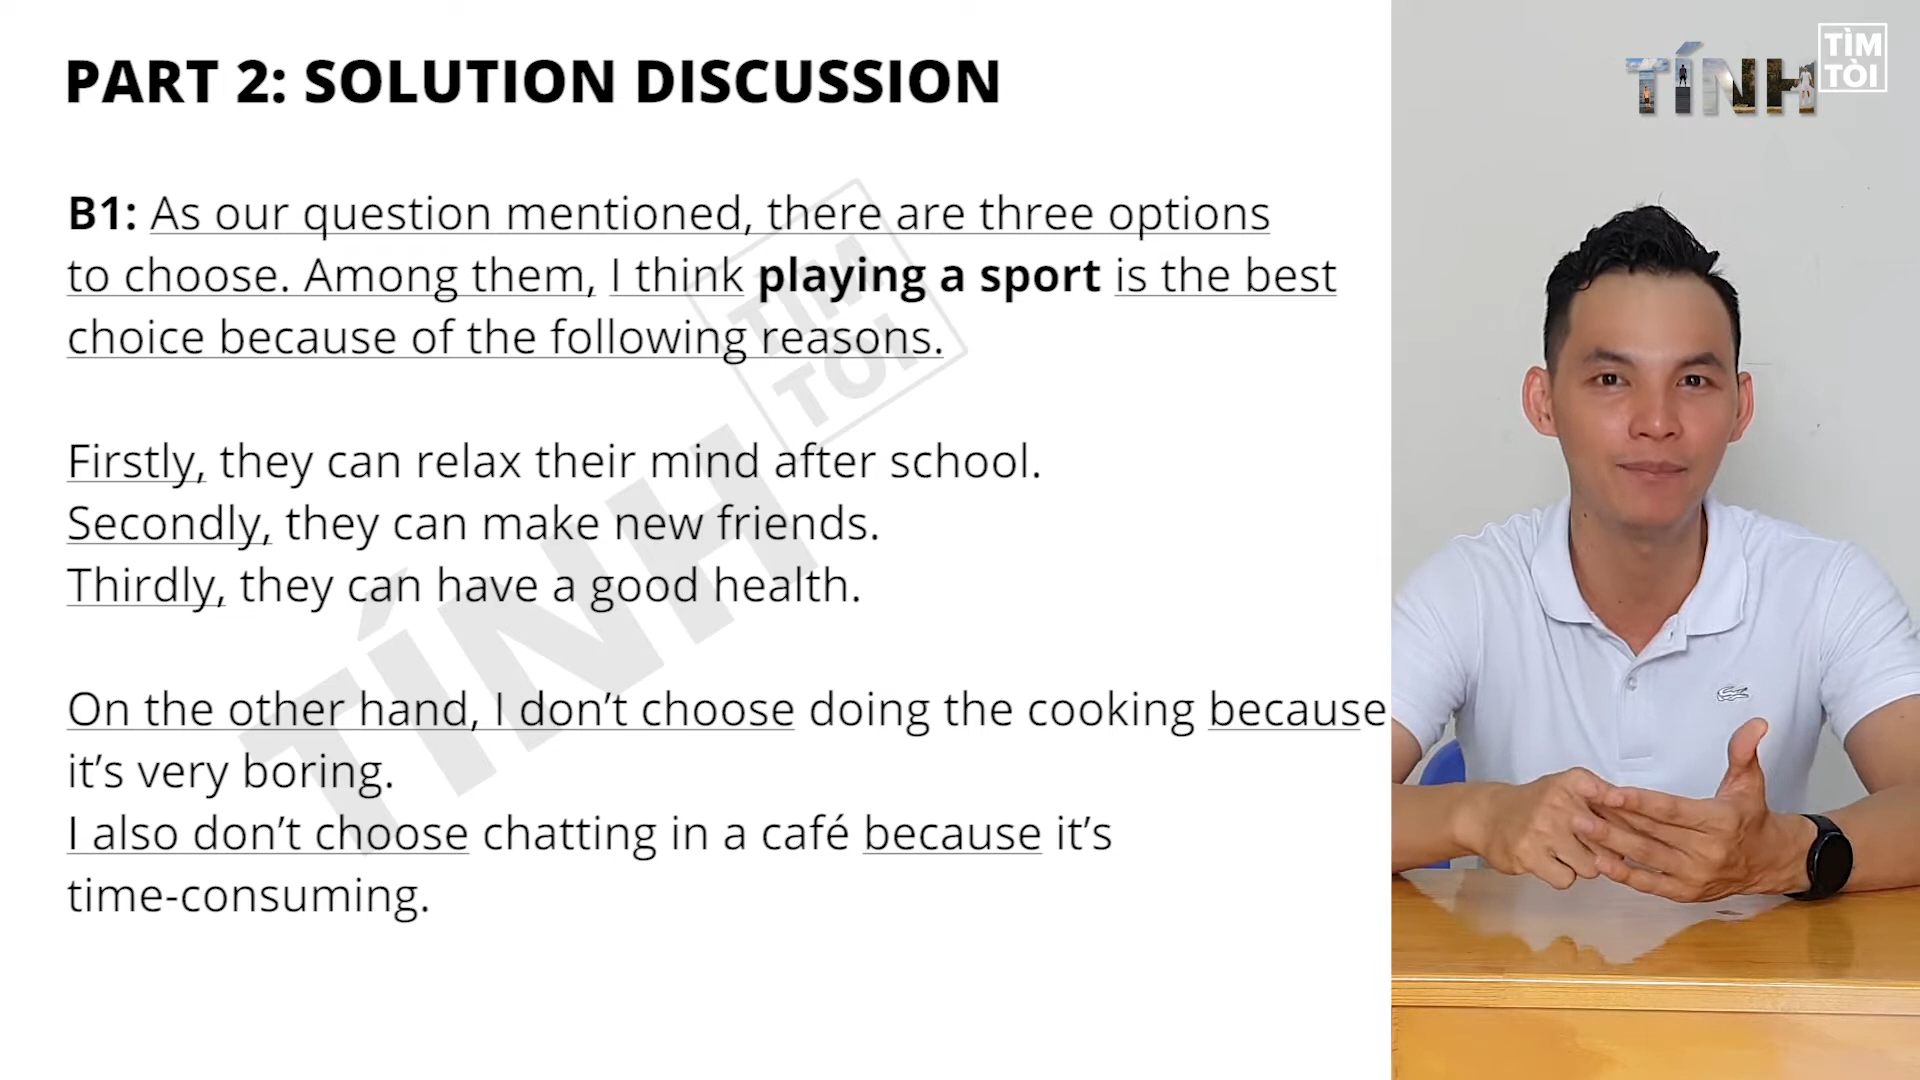 PART 2: SOLUTION DISCUSSION
B1: As our question mentioned, there are three options
to choose. Among them, I think playing a sport is the best
choice because of the following reasons.
Firstly, they can relax their mind after school.
Secondly, they can make new friends.
Thirdly, they can have a good health.
On the other hand, I don’t choose doing the cooking because
it’s very boring.
I also don’t choose chatting in a café because it’s
time-consuming.
TÍNH
TÌM
TÒI
TÍNH
TÌM
TÒI